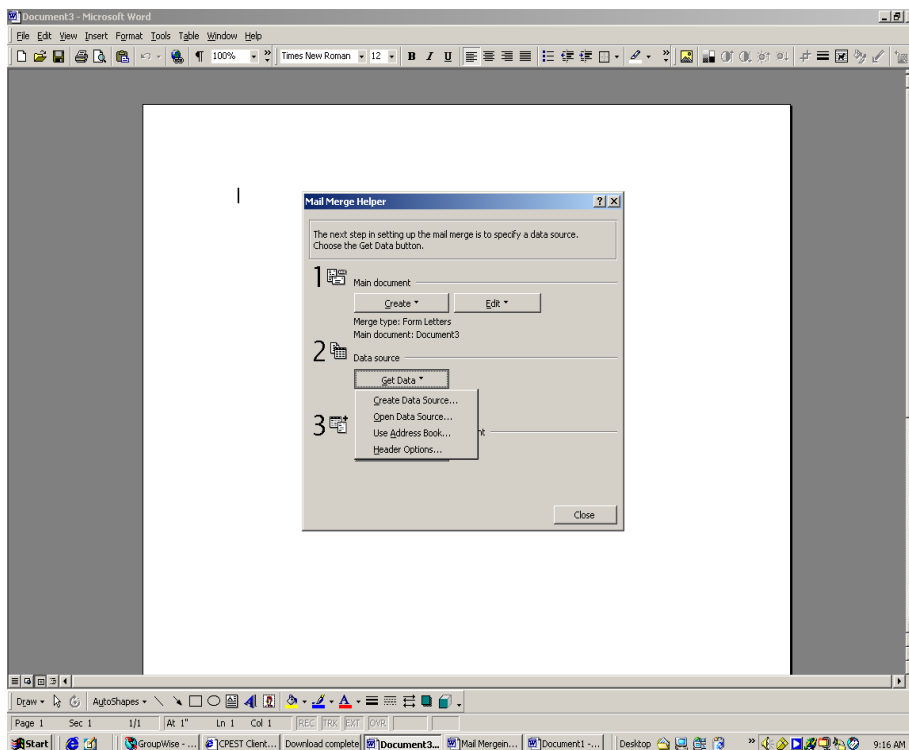 Document3 - Microsoft Word
File Edit View Insert Format Tools Table Window Help
100% Times New Roman 12 B I U
Mail Merge Helper
The next step in setting up the mail merge is to specify a data source.
Choose the Get Data button.
1 Main document
Create Edit
Merge type: Form Letters
Main document: Document3
2 Data source
Get Data
Create Data Source...
Open Data Source...
3 Use Address Book...
Header Options...
Close
Draw AutoShapes A
Page 1 Sec 1 1/1 At 1" Ln 1 Col 1 REC TRK EXT OVR
Start GroupWise - ... CPEST Client... Download complete Document3... Mail Mergein... Document1 -... Desktop » 9:16 AM